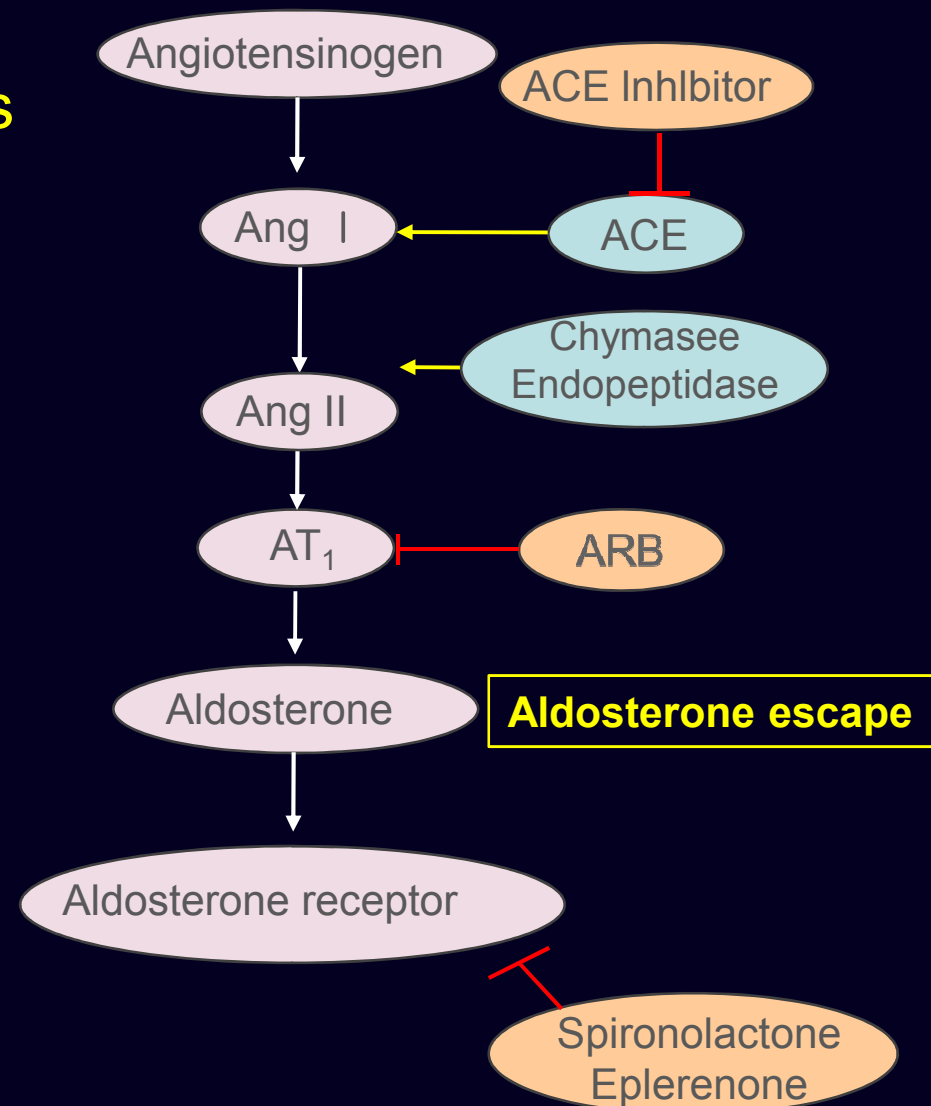 s
Angiotensinogen
ACE Inhlbitor
Ang I
ACE
Chymasee
Endopeptidase
Ang II
AT₁
ARB
Aldosterone
Aldosterone escape
Aldosterone receptor
Spironolactone
Eplerenone